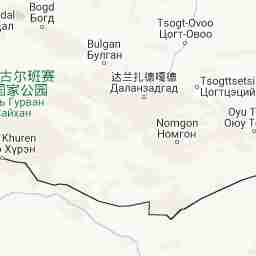 Bogd
Богд
Tsogt-Ovoo
Цогт-Овоо
Bulgan
Булган
达兰扎德嘎德
Даланзадгад
Tsogttsetsi
Цогтцэций
古尔班赛
国家公园
Гурван
Сайхан
Oyu T
Оюу Т
Nomgon
Номгон
Khuren
Хүрэн